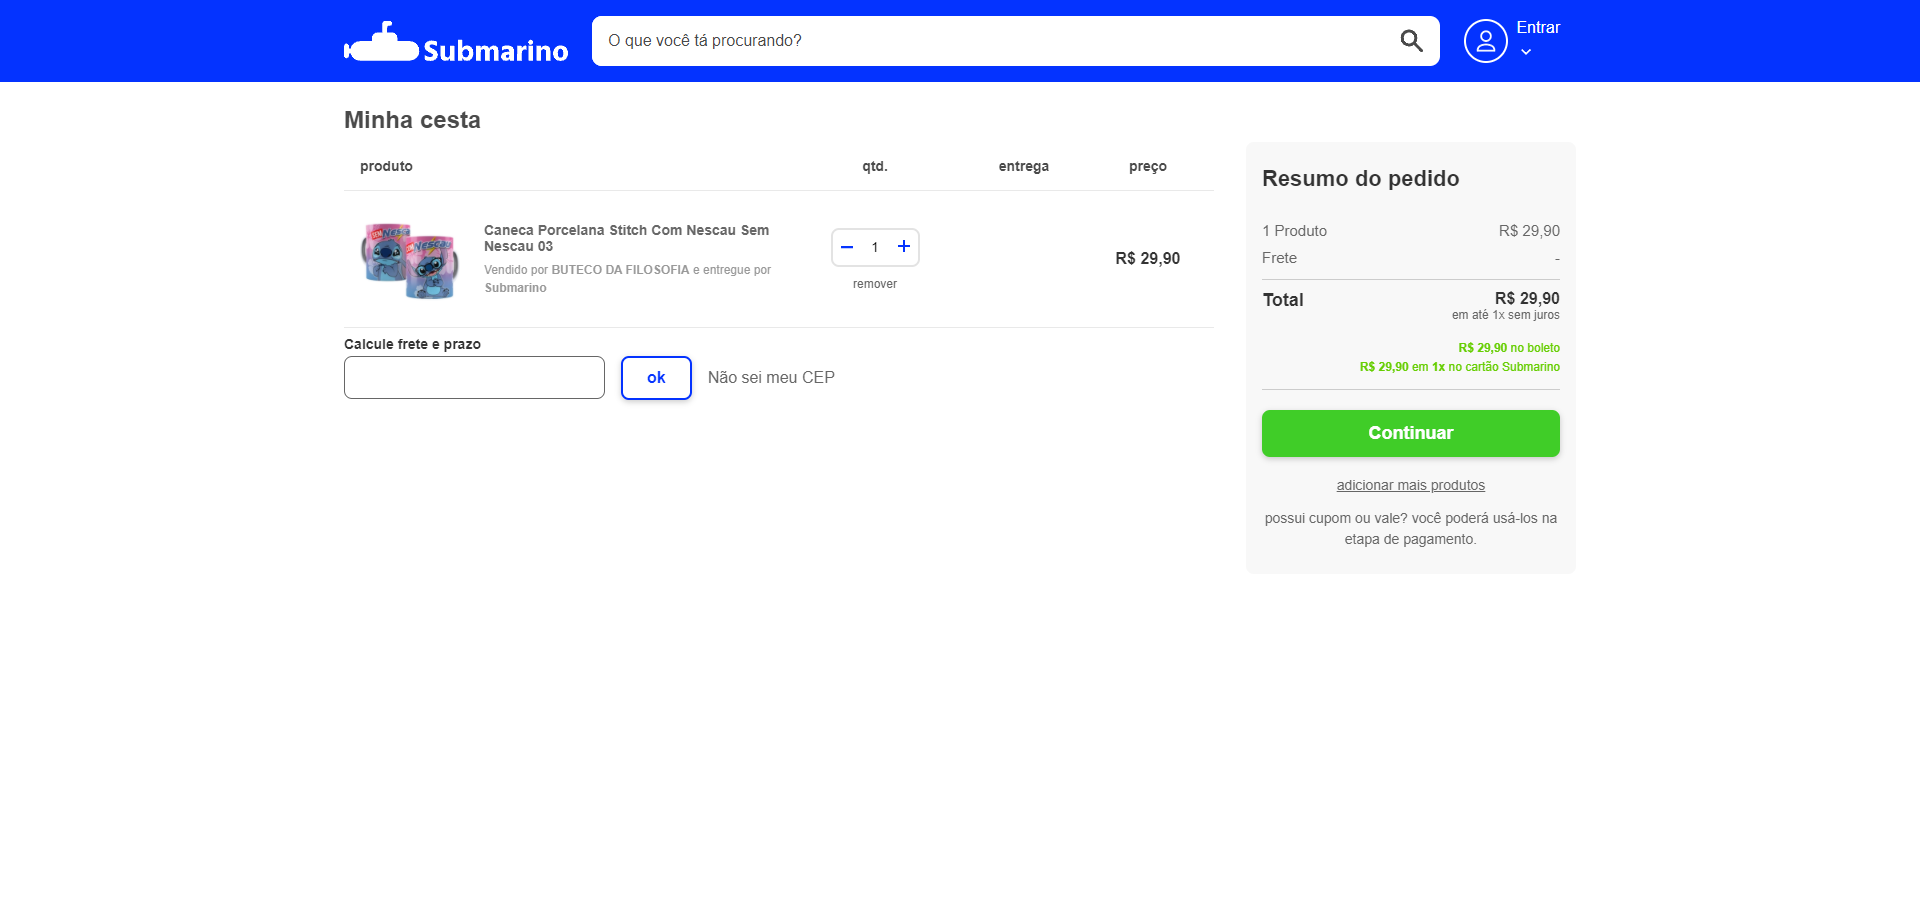 Submarino
O que você tá procurando?
Entrar
Minha cesta
produto
qtd.
entrega
preço
Caneca Porcelana Stitch Com Nescau Sem
Nescau 03
Vendido por BUTECO DA FILOSOFIA e entregue por
Submarino
1
remover
R$ 29,90
Calcule frete e prazo
ok
Não sei meu CEP
Resumo do pedido
1 Produto R$ 29,90
Frete -
Total R$ 29,90
em até 1x sem juros
R$ 29,90 no boleto
R$ 29,90 em 1x no cartão Submarino
Continuar
adicionar mais produtos
possui cupom ou vale? você poderá usá-los na
etapa de pagamento.